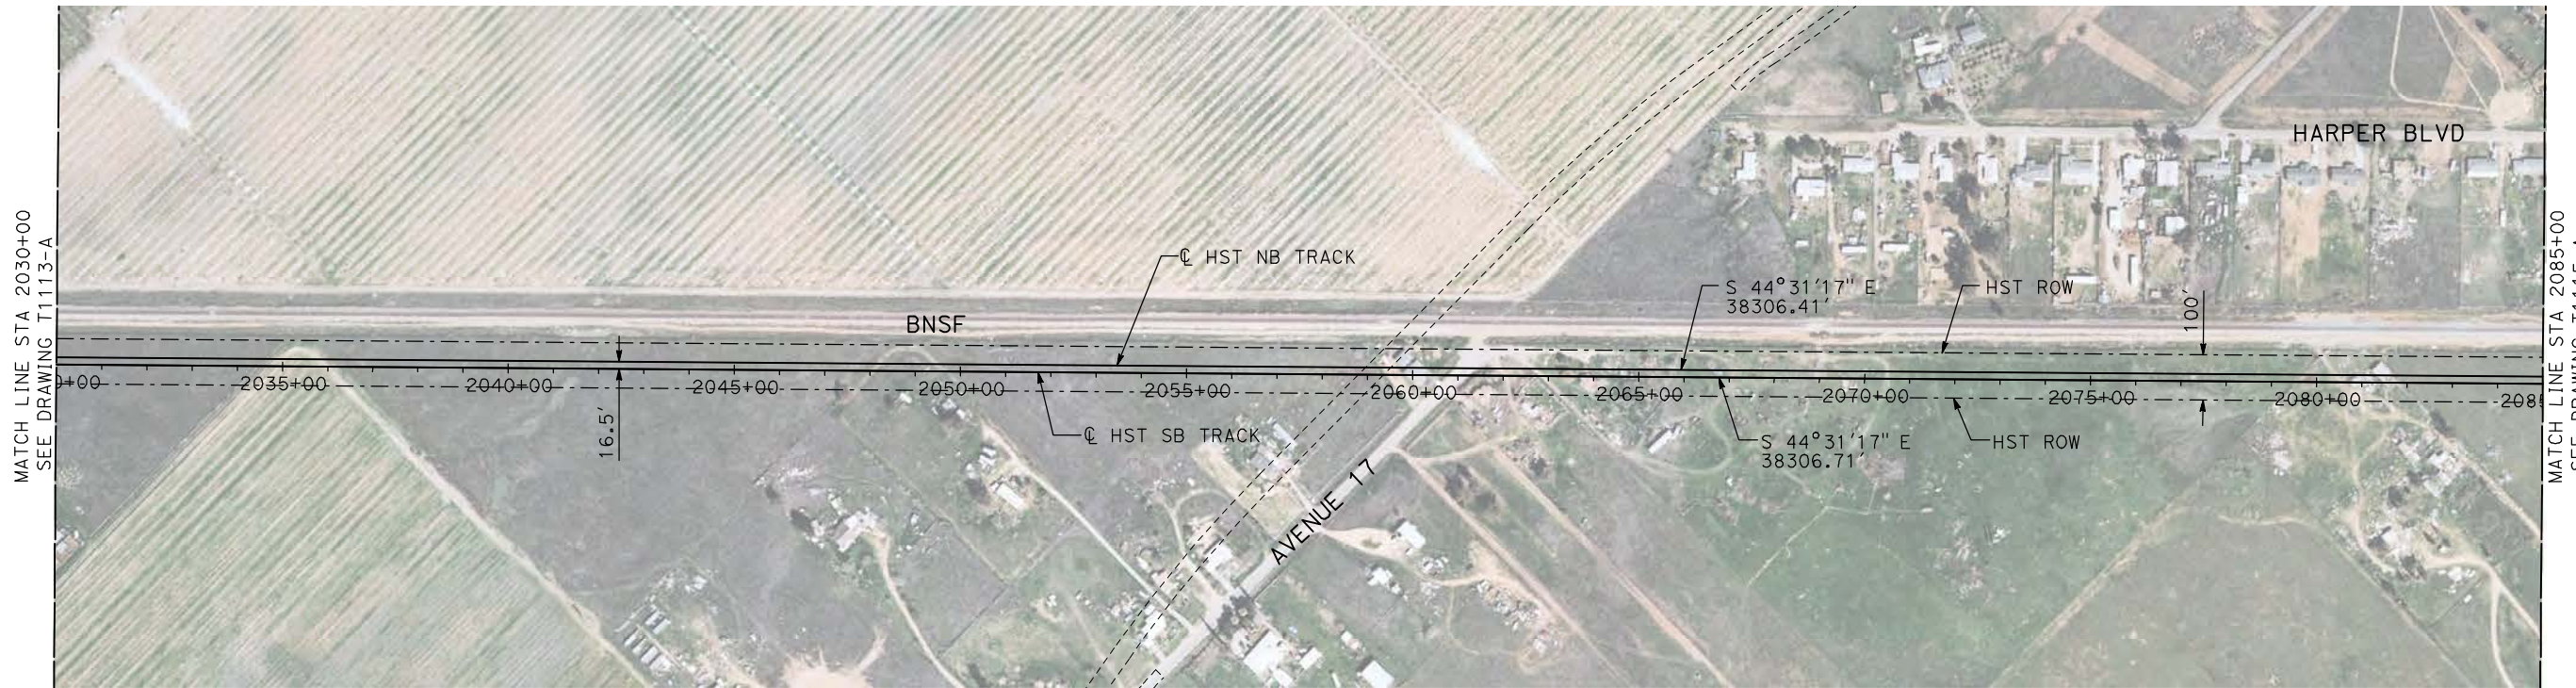 MATCH LINE STA 2030+00
SEE DRAWING T1113-A
HARPER BLVD
℄ HST NB TRACK
S 44°31'17" E
38306.41'
HST ROW
100'
BNSF
0+00
2035+00
2040+00
2045+00
2050+00
2055+00
2060+00
2065+00
2070+00
2075+00
2080+00
208
16.5'
℄ HST SB TRACK
S 44°31'17" E
38306.71'
HST ROW
AVENUE 17
MATCH LINE STA 2085+00